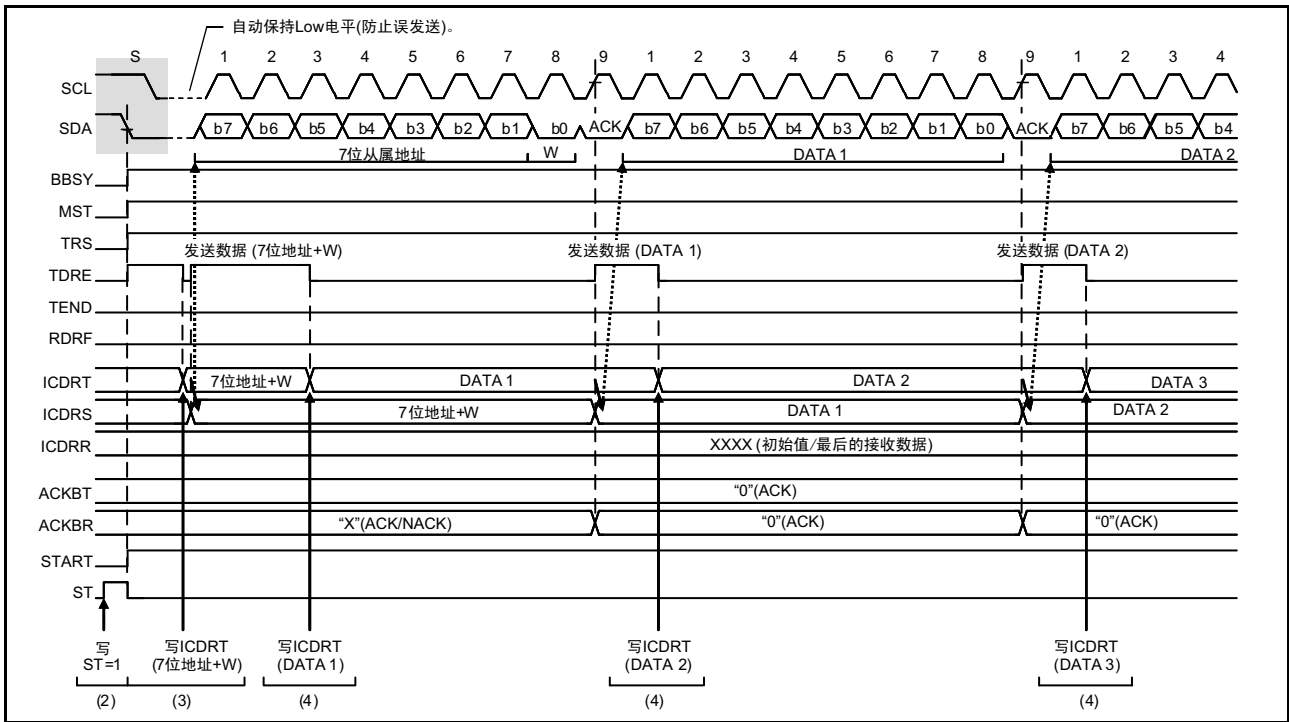 自动保持Low电平(防止误发送)。
S 1 2 3 4 5 6 7 8 9 1 2 3 4 5 6 7 8 9 1 2 3 4
SCL
SDA b7 b6 b5 b4 b3 b2 b1 b0 ACK b7 b6 b5 b4 b3 b2 b1 b0 ACK b7 b6 b5 b4
7位从属地址 W DATA 1 DATA 2
BBSY
MST
TRS
发送数据 (7位地址+W) 发送数据 (DATA 1) 发送数据 (DATA 2)
TDRE
TEND
RDRF
ICDRT 7位地址+W DATA 1 DATA 2 DATA 3
ICDRS 7位地址+W DATA 1 DATA 2
ICDRR XXXX (初始值/最后的接收数据)
ACKBT “0”(ACK)
ACKBR “X”(ACK/NACK) “0”(ACK) “0”(ACK)
START
ST
写 写ICDRT 写ICDRT 写ICDRT 写ICDRT
ST=1 (7位地址+W) (DATA 1) (DATA 2) (DATA 3)
(2) (3) (4) (4) (4)